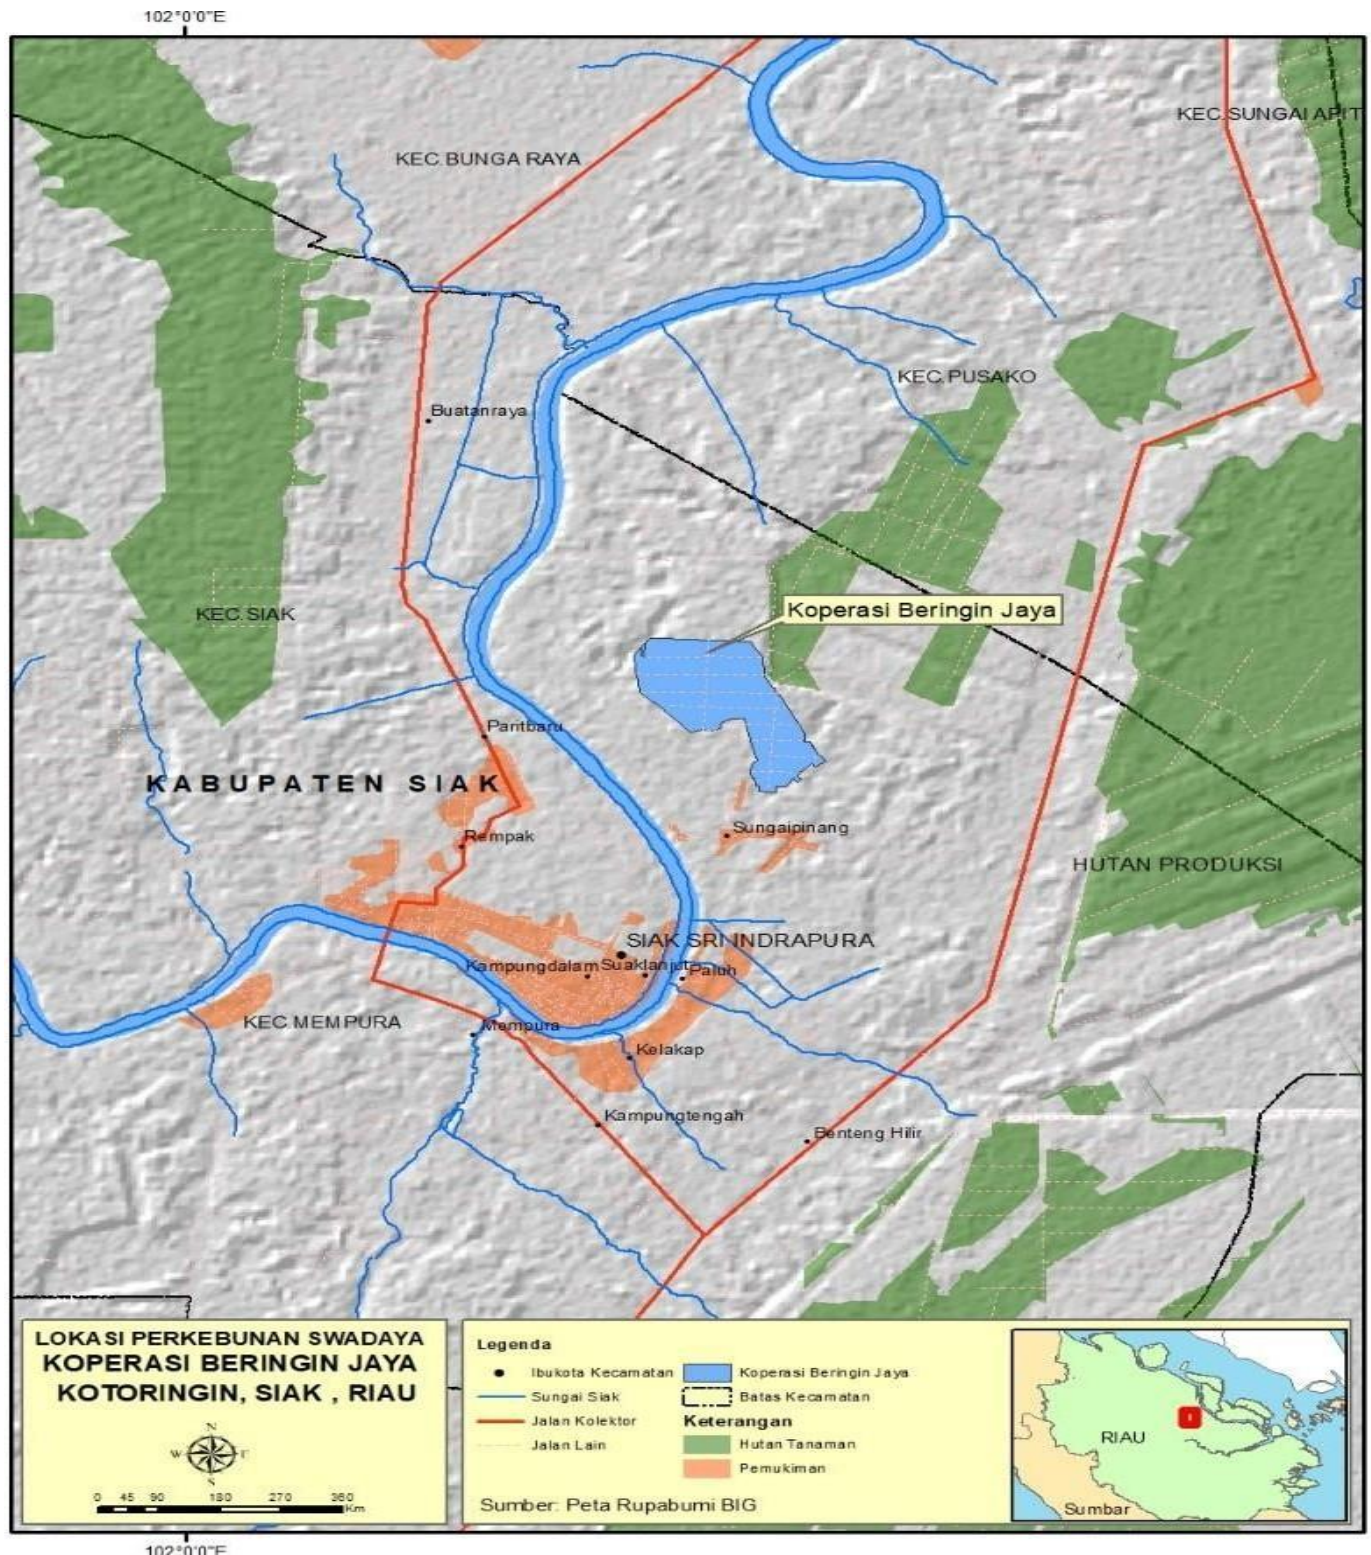 102°0'0"E
KEC.SUNGAI APIT
KEC.BUNGA RAYA
KEC.PUSAKO
Buatanraya
KEC.SIAK
Koperasi Beringin Jaya
Paritbaru
KABUPATEN SIAK
Rempak
Sungaipinang
HUTAN PRODUKSI
SIAK SRI INDRAPURA
Kampungdalam
Suaklanjut
Paluh
KEC.MEMPURA
Mempura
Kelakap
Kampungtengah
Benteng Hilir
LOKASI PERKEBUNAN SWADAYA
KOPERASI BERINGIN JAYA
KOTORINGIN, SIAK , RIAU
N
W E
S
0 45 90 180 270 360
Km
Legenda
Ibukota Kecamatan
Sungai Siak
Jalan Kolektor
Jalan Lain
Koperasi Beringin Jaya
Batas Kecamatan
Keterangan
Hutan Tanaman
Pemukiman
Sumber: Peta Rupabumi BIG
RIAU
Sumbar
102°0'0"E